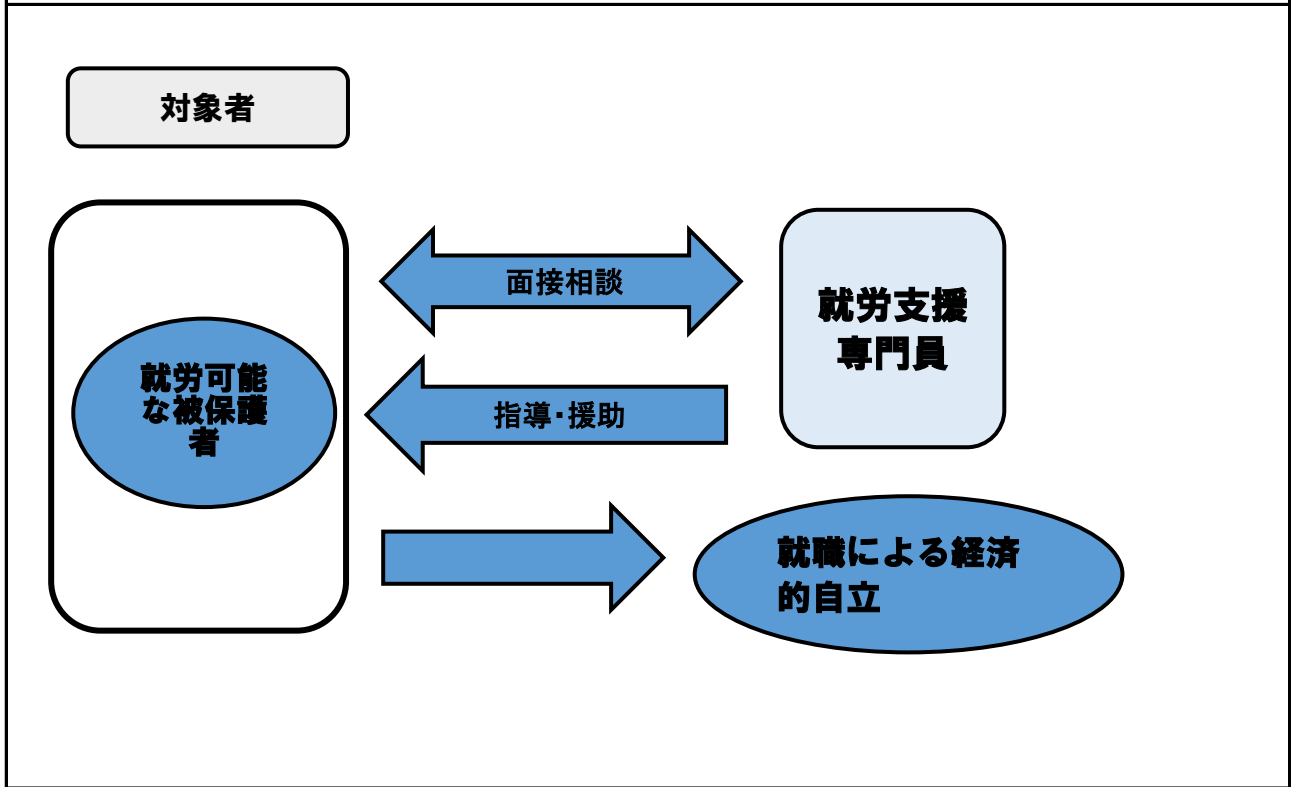 対象者
面接相談
就労支援
専門員
就労可能
な被保護
者
指導・援助
就職による経済
的自立